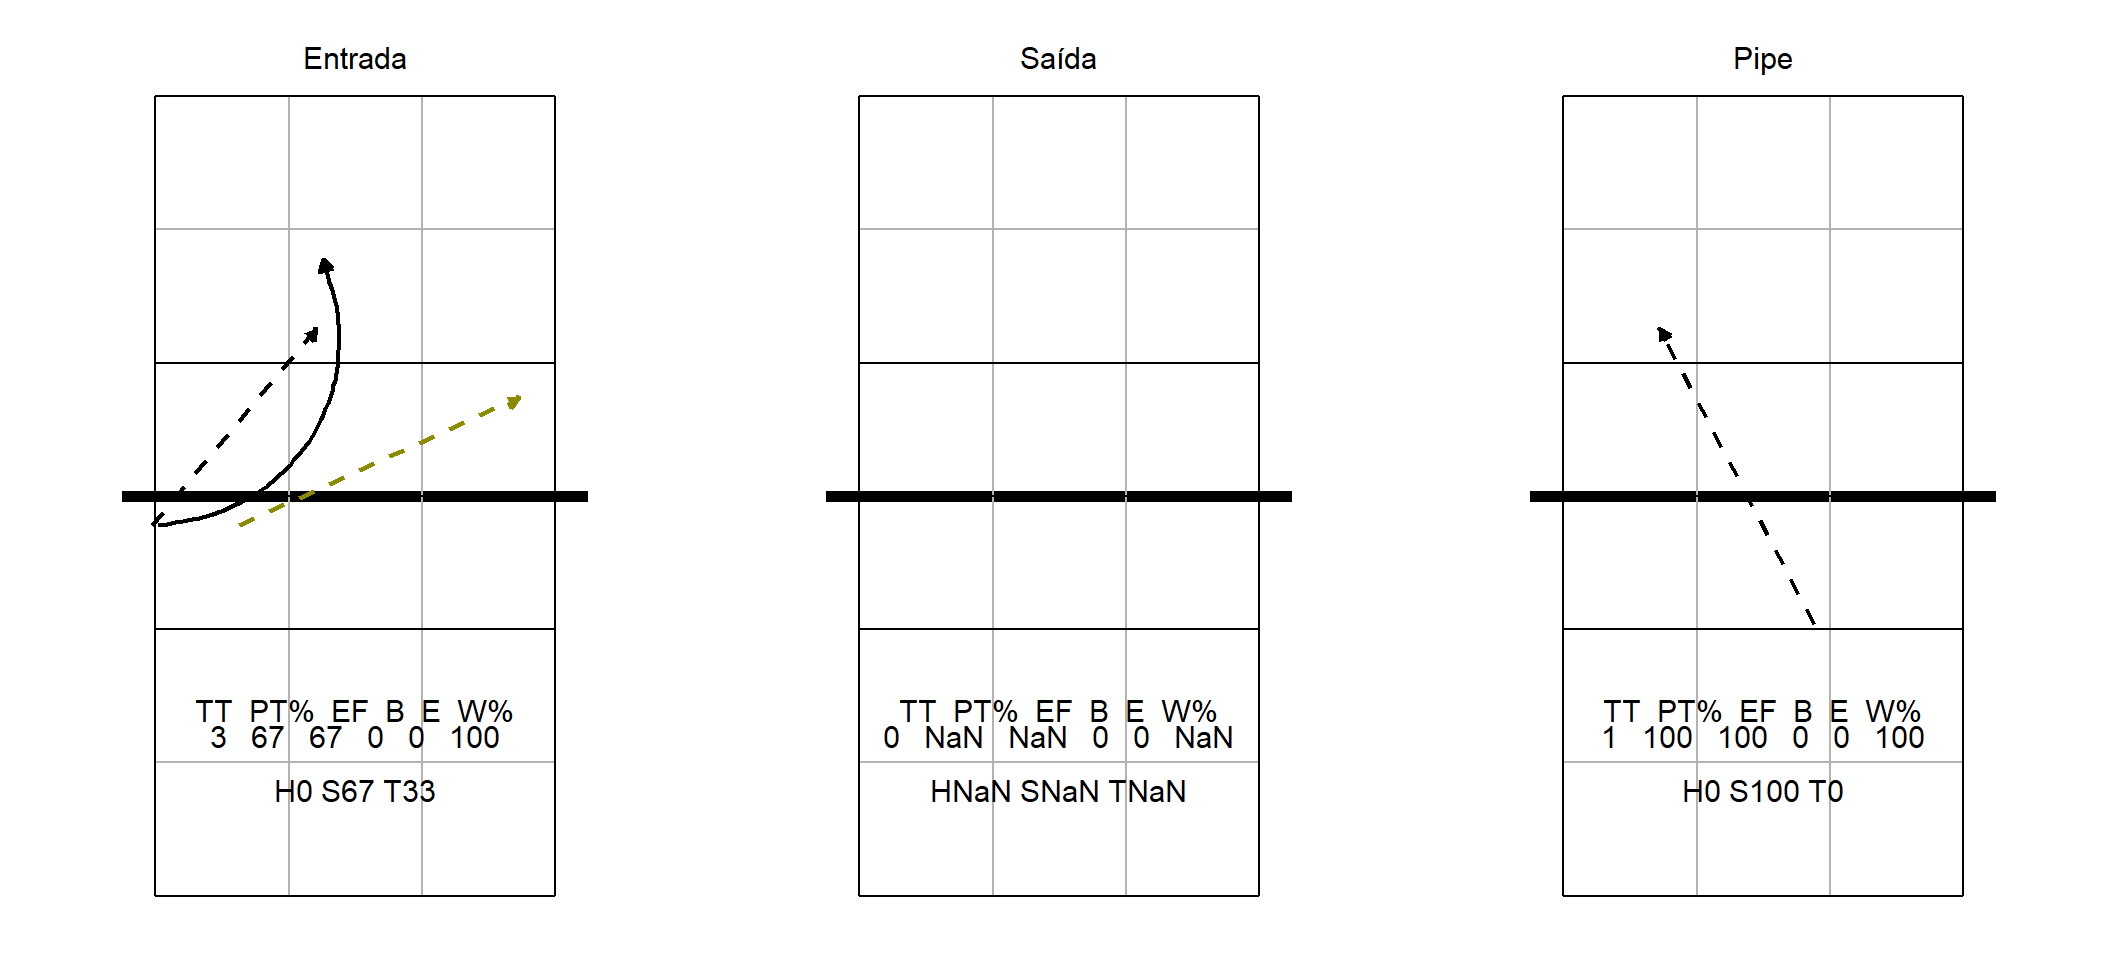 Entrada
TT PT% EF B E W%
3 67 67 0 0 100
H0 S67 T33
Saída
TT PT% EF B E W%
0 NaN NaN 0 0 NaN
HNaN SNaN TNaN
Pipe
TT PT% EF B E W%
1 100 100 0 0 100
H0 S100 T0